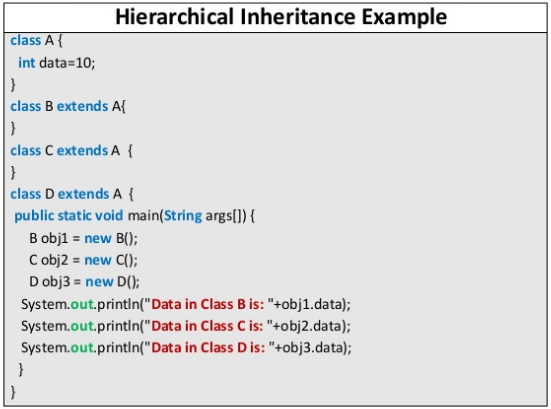 Hierarchical Inheritance Example
class A {
int data=10;
}
class B extends A{
}
class C extends A {
}
class D extends A {
public static void main(String args[]) {
B obj1 = new B();
C obj2 = new C();
D obj3 = new D();
System.out.println("Data in Class B is: "+obj1.data);
System.out.println("Data in Class C is: "+obj2.data);
System.out.println("Data in Class D is: "+obj3.data);
}
}